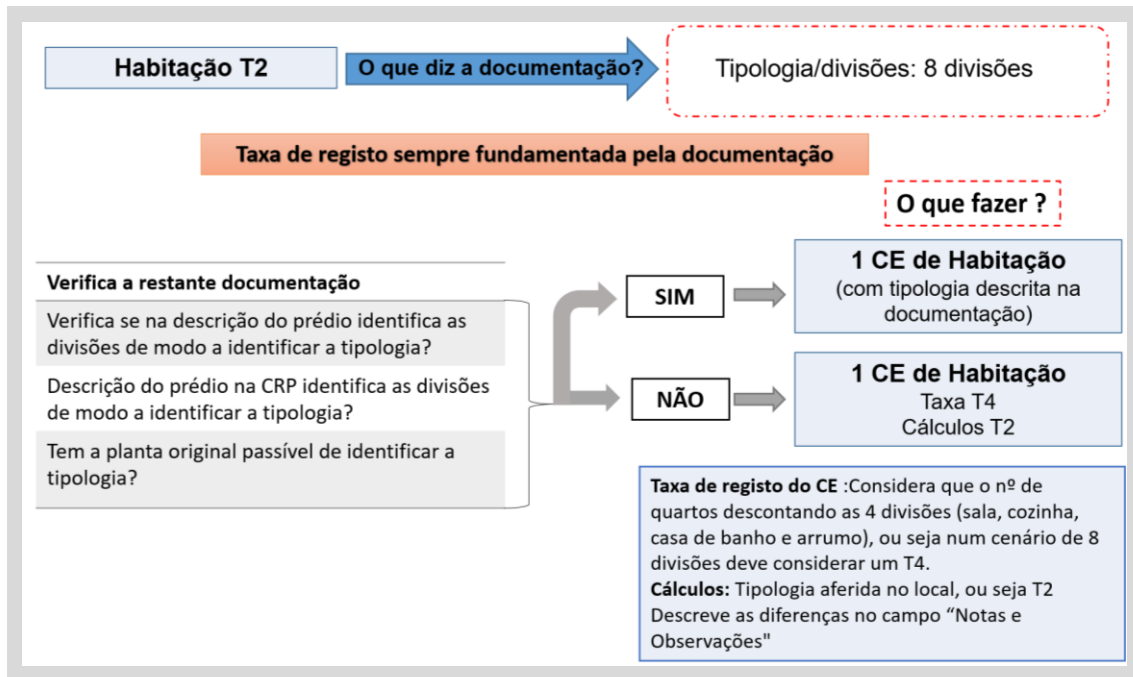 Habitação T2
O que diz a documentação?
Tipologia/divisões: 8 divisões
Taxa de registo sempre fundamentada pela documentação
O que fazer ?
Verifica a restante documentação
Verifica se na descrição do prédio identifica as
divisões de modo a identificar a tipologia?
Descrição do prédio na CRP identifica as divisões
de modo a identificar a tipologia?
Tem a planta original passível de identificar a
tipologia?
SIM
1 CE de Habitação
(com tipologia descrita na
documentação)
NÃO
1 CE de Habitação
Taxa T4
Cálculos T2
Taxa de registo do CE :Considera que o nº de
quartos descontando as 4 divisões (sala, cozinha,
casa de banho e arrumo), ou seja num cenário de 8
divisões deve considerar um T4.
Cálculos: Tipologia aferida no local, ou seja T2
Descreve as diferenças no campo “Notas e
Observações"